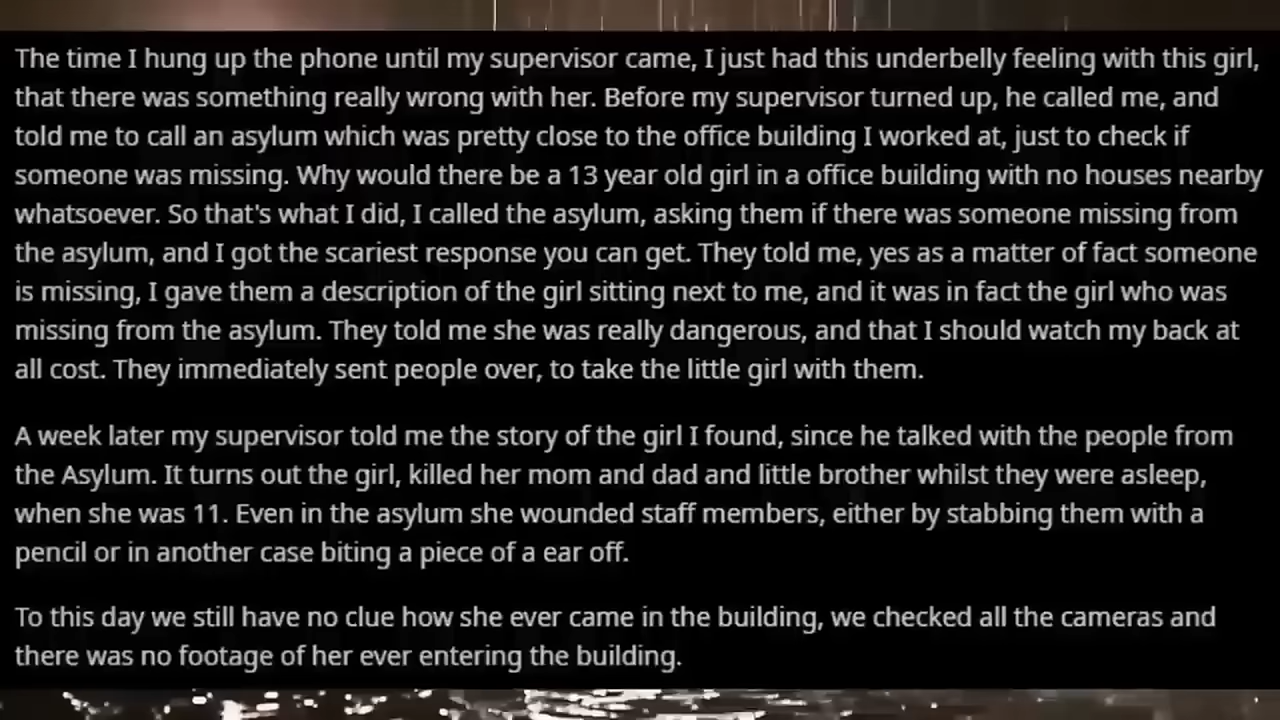 The time I hung up the phone until my supervisor came, I just had this underbelly feeling with this girl,
that there was something really wrong with her. Before my supervisor turned up, he called me, and
told me to call an asylum which was pretty close to the office building I worked at, just to check if
someone was missing. Why would there be a 13 year old girl in a office building with no houses nearby
whatsoever. So that's what I did, I called the asylum, asking them if there was someone missing from
the asylum, and I got the scariest response you can get. They told me, yes as a matter of fact someone
is missing, I gave them a description of the girl sitting next to me, and it was in fact the girl who was
missing from the asylum. They told me she was really dangerous, and that I should watch my back at
all cost. They immediately sent people over, to take the little girl with them.
A week later my supervisor told me the story of the girl I found, since he talked with the people from
the Asylum. It turns out the girl, killed her mom and dad and little brother whilst they were asleep,
when she was 11. Even in the asylum she wounded staff members, either by stabbing them with a
pencil or in another case biting a piece of a ear off.
To this day we still have no clue how she ever came in the building, we checked all the cameras and
there was no footage of her ever entering the building.